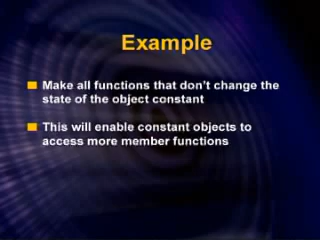 Example
Make all functions that don't change the
state of the object constant
This will enable constant objects to
access more member functions